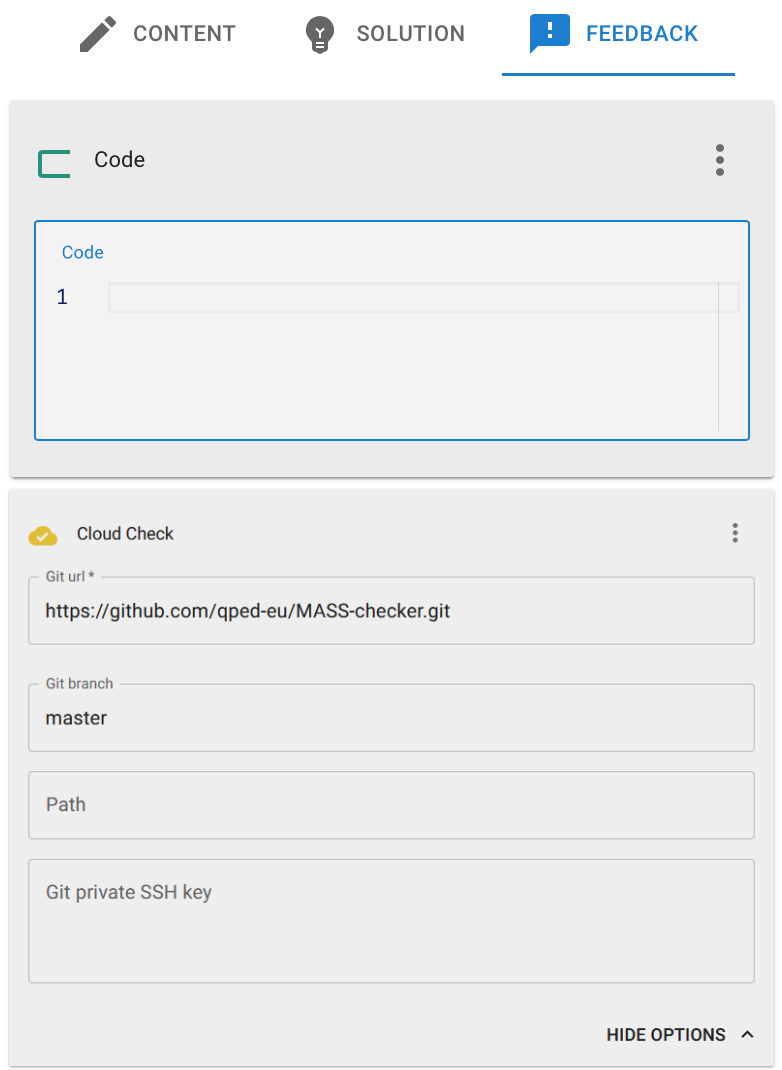 CONTENT SOLUTION FEEDBACK
Code
Code
1
Cloud Check
Git url *
https://github.com/qped-eu/MASS-checker.git
Git branch
master
Path
Git private SSH key
HIDE OPTIONS